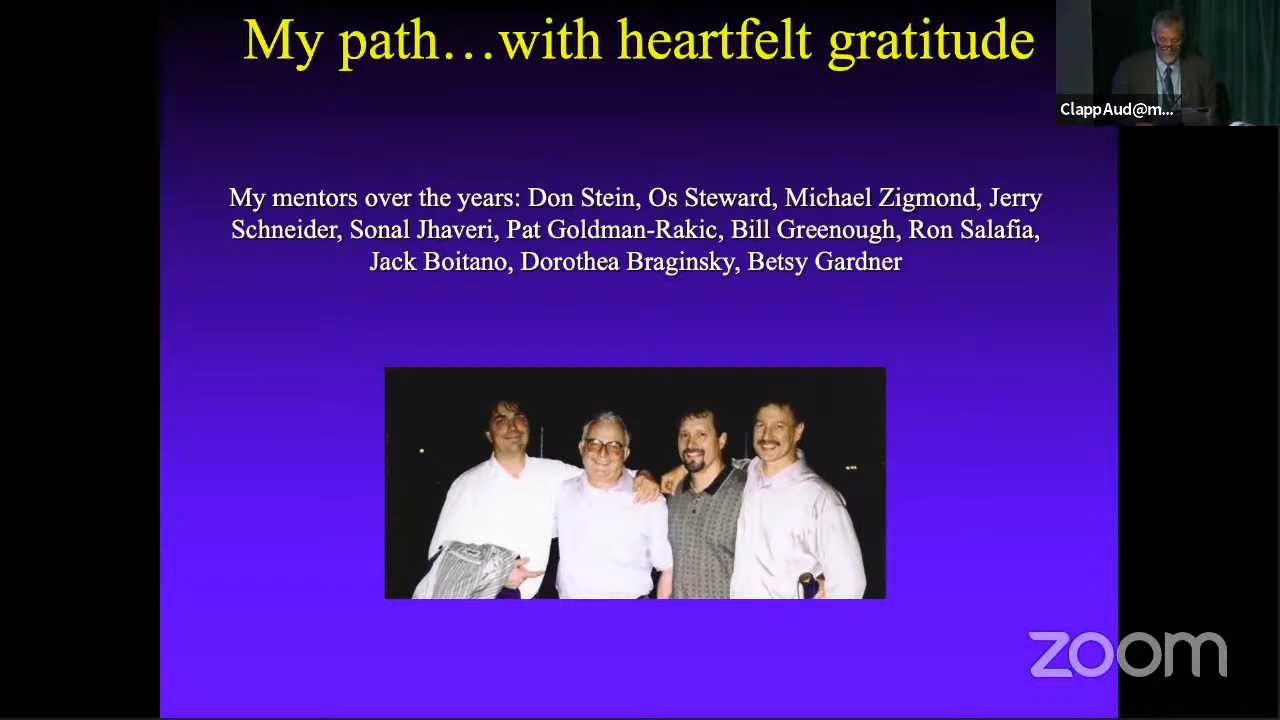 My path…with heartfelt gratitude
ClappAud@m...
My mentors over the years: Don Stein, Os Steward, Michael Zigmond, Jerry
Schneider, Sonal Jhaveri, Pat Goldman-Rakic, Bill Greenough, Ron Salafia,
Jack Boitano, Dorothea Braginsky, Betsy Gardner
zoom